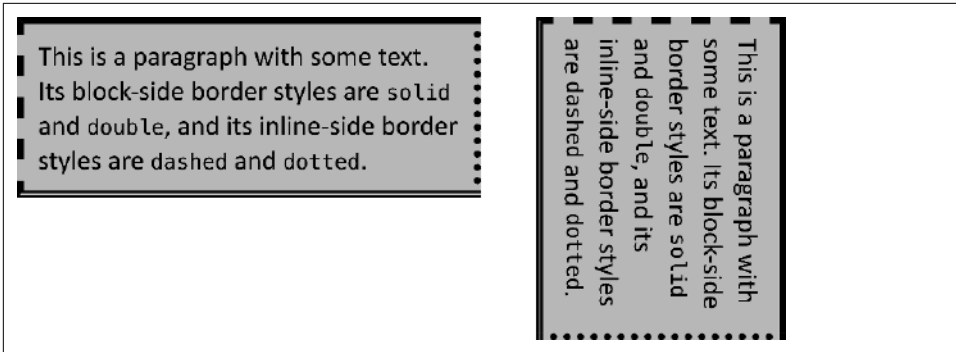 This is a paragraph with some text.
Its block-side border styles are solid
and double, and its inline-side border
styles are dashed and dotted.
This is a paragraph with
some text. Its block-side
border styles are solid
and double, and its
inline-side border styles
are dashed and dotted.